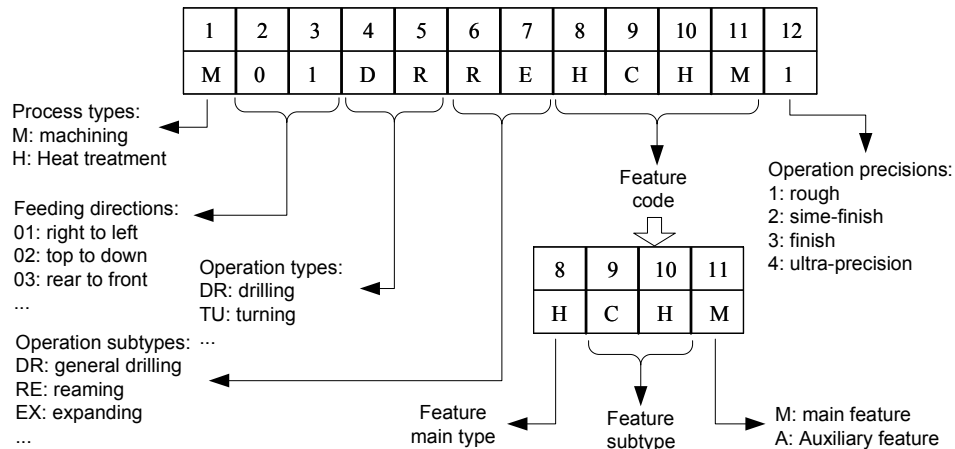 1 2 3 4 5 6 7 8 9 10 11 12
M 0 1 D R R E H C H M 1
Process types:
M: machining
H: Heat treatment
Feeding directions:
01: right to left
02: top to down
03: rear to front
...
Operation types:
DR: drilling
TU: turning
...
Operation subtypes:
DR: general drilling
RE: reaming
EX: expanding
...
Feature
code
8 9 10 11
H C H M
Feature
main type
Feature
subtype
M: main feature
A: Auxiliary feature
Operation precisions:
1: rough
2: sime-finish
3: finish
4: ultra-precision